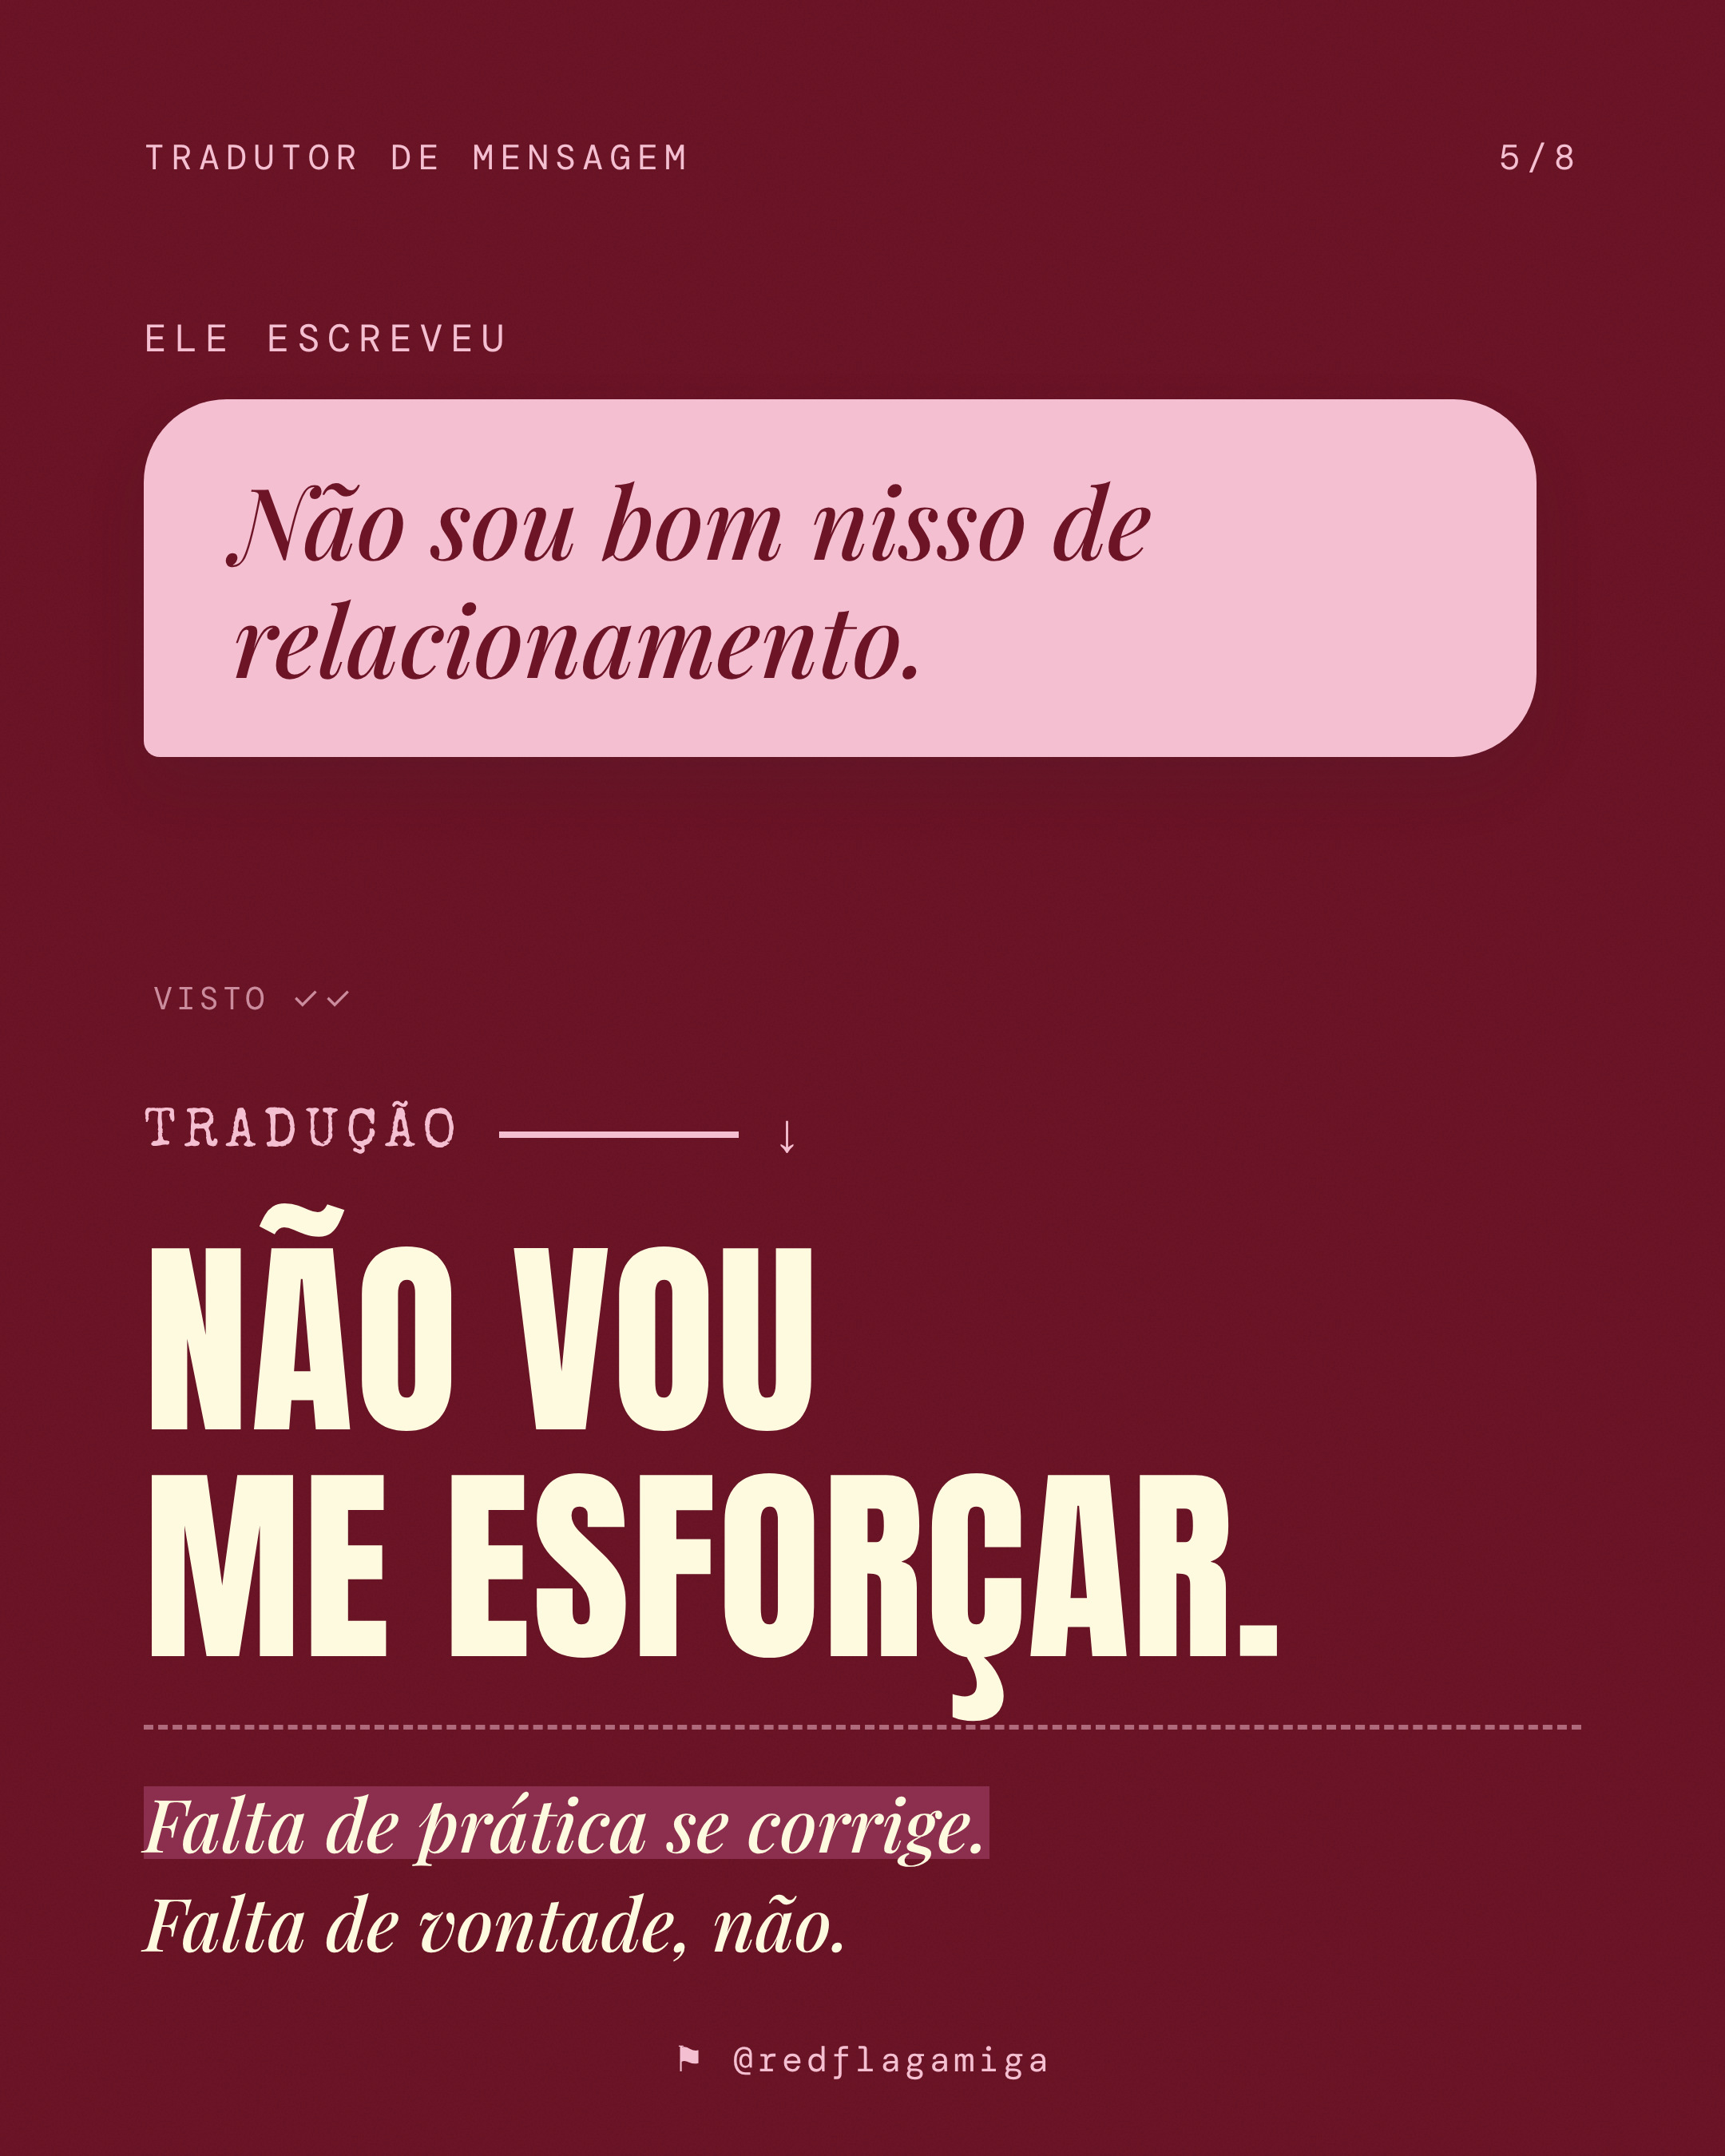 TRADUTOR DE MENSAGEM 5/8
ELE ESCREVEU
Não sou bom nisso de
relacionamento.
VISTO ✓✓
TRADUÇÃO ↓
NÃO VOU
ME ESFORÇAR.
Falta de prática se corrige.
Falta de vontade, não.
⚑ @redflagamiga